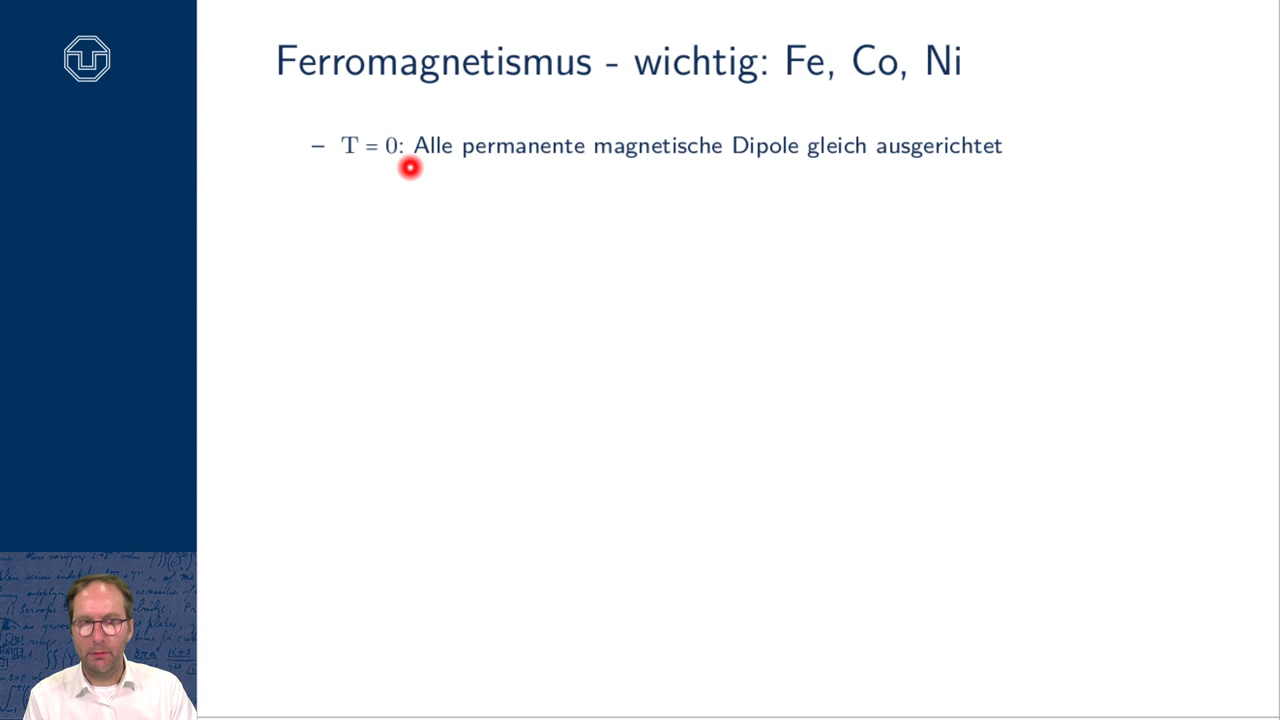 Ferromagnetismus - wichtig: Fe, Co, Ni
– T = 0: Alle permanente magnetische Dipole gleich ausgerichtet